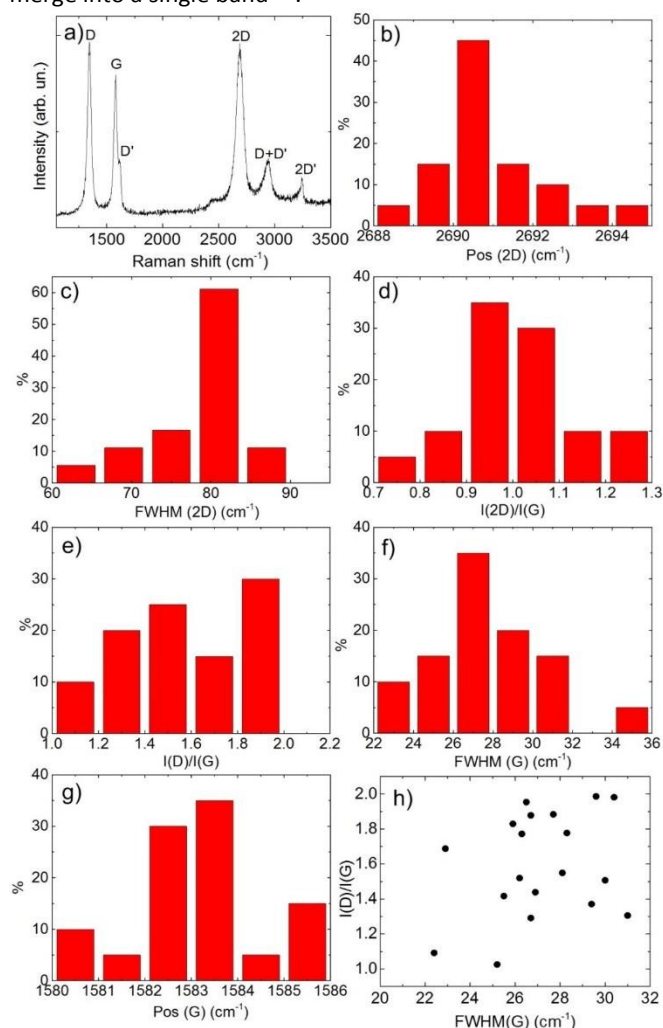 merge into a single band
a)
D
G
D'
2D
D+D'
2D'
Intensity (arb. un.)
1500 2000 2500 3000 3500
Raman shift (cm-1)
b)
50
40
30
20
10
0
%
2688 2690 2692 2694
Pos (2D) (cm-1)
c)
60
50
40
30
20
10
0
%
60 70 80 90
FWHM (2D) (cm-1)
d)
40
30
20
10
0
%
0.7 0.8 0.9 1.0 1.1 1.2 1.3
I(2D)/I(G)
e)
40
30
20
10
0
%
1.0 1.2 1.4 1.6 1.8 2.0 2.2
I(D)/I(G)
f)
40
30
20
10
0
%
22 24 26 28 30 32 34 36
FWHM (G) (cm-1)
g)
40
30
20
10
0
%
1580 1581 1582 1583 1584 1585 1586
Pos (G) (cm-1)
h)
2.0
1.8
1.6
1.4
1.2
1.0
I(D)/I(G)
20 22 24 26 28 30 32
FWHM(G) (cm-1)